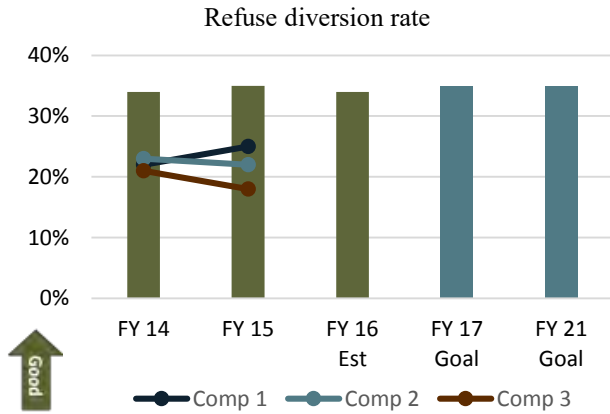 Refuse diversion rate
40%
30%
20%
10%
0%
FY 14
FY 15
FY 16
Est
FY 17
Goal
FY 21
Goal
Good
Comp 1
Comp 2
Comp 3